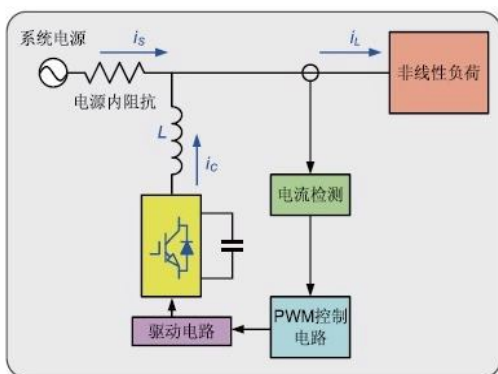 系统电源
iS
iL
非线性负荷
电源内阻抗
L
iC
电流检测
PWM控制
电路
驱动电路